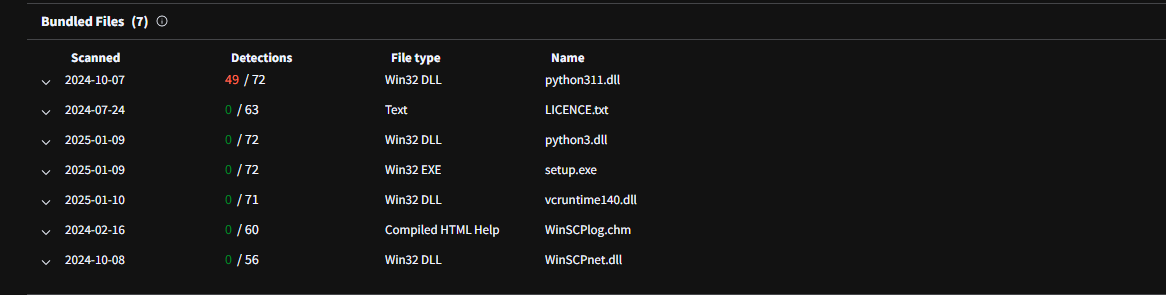 Bundled Files (7)
Scanned Detections File type Name
2024-10-07 49 / 72 Win32 DLL python311.dll
2024-07-24 0 / 63 Text LICENCE.txt
2025-01-09 0 / 72 Win32 DLL python3.dll
2025-01-09 0 / 72 Win32 EXE setup.exe
2025-01-10 0 / 71 Win32 DLL vcruntime140.dll
2024-02-16 0 / 60 Compiled HTML Help WinSCPlog.chm
2024-10-08 0 / 56 Win32 DLL WinSCPnet.dll